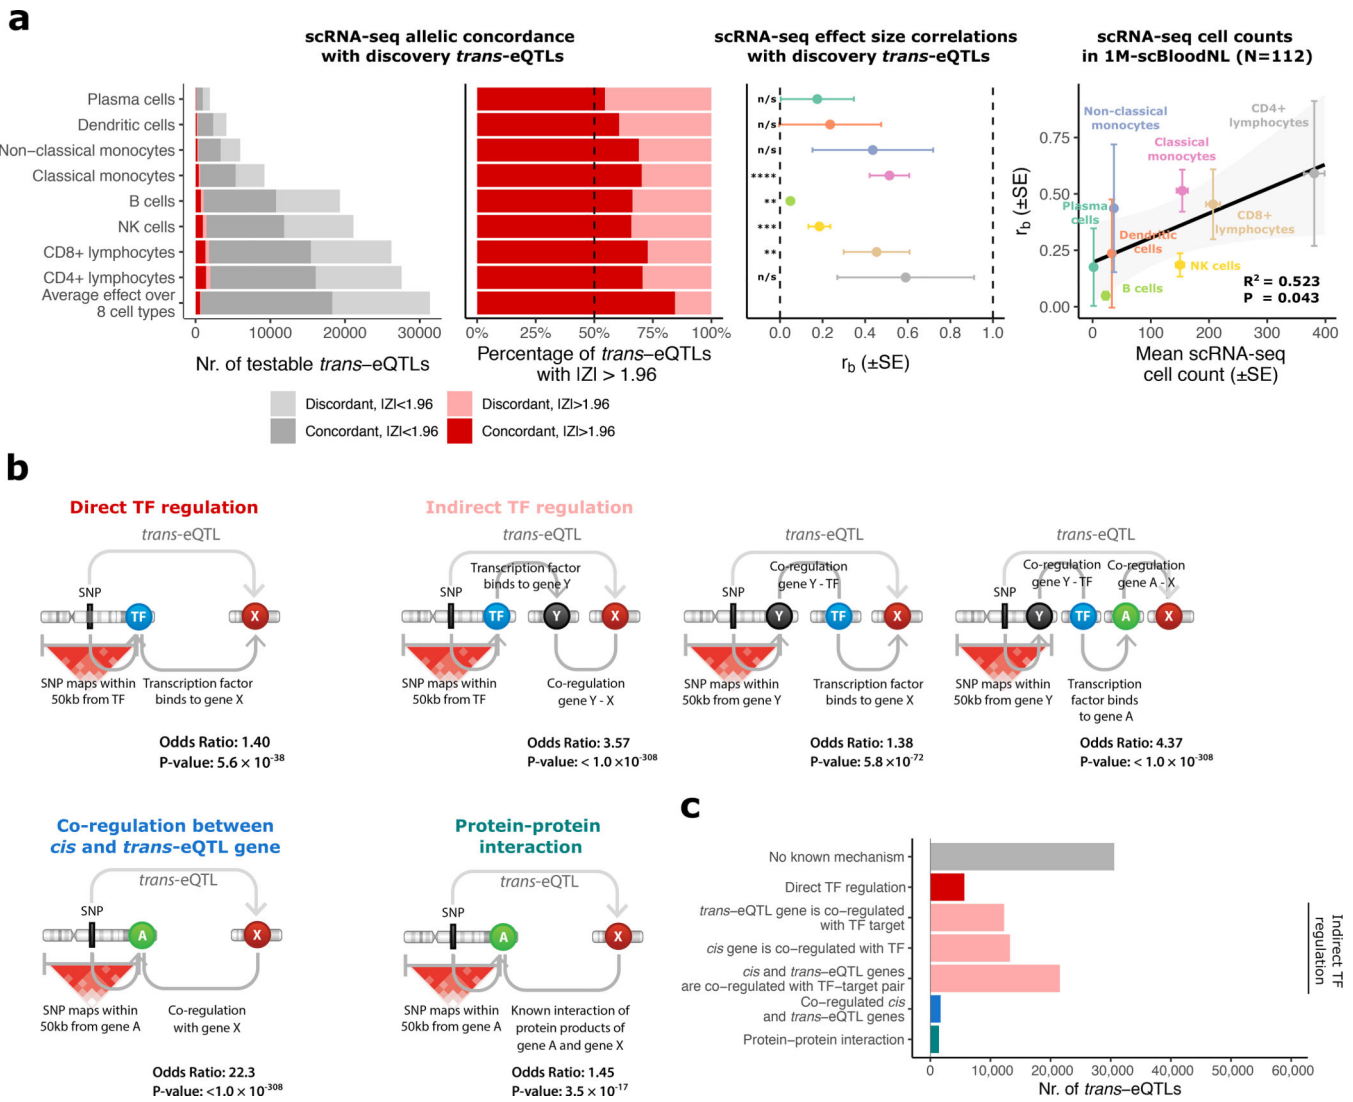 a
scRNA-seq allelic concordance
with discovery trans-eQTLs
scRNA-seq effect size correlations
with discovery trans-eQTLs
scRNA-seq cell counts
in 1M-scBloodNL (N=112)
Plasma cells
Dendritic cells
Non–classical monocytes
Classical monocytes
B cells
NK cells
CD8+ lymphocytes
CD4+ lymphocytes
Average effect over
8 cell types
0
10000
20000
30000
Nr. of testable trans–eQTLs
0%
25%
50%
75%
100%
Percentage of trans–eQTLs
with |Z| > 1.96
n/s
n/s
n/s
****
**
***
**
n/s
0.0
0.2
0.4
0.6
0.8
1.0
rb (±SE)
rb (±SE)
0.75
0.50
0.25
0.00
Non-classical
monocytes
CD4+
lymphocytes
Classical
monocytes
Plasma
cells
Dendritic
cells
CD8+
lymphocytes
NK cells
B cells
R² = 0.523
P = 0.043
0
100
200
300
400
Mean scRNA-seq
cell count (±SE)
Discordant, |Z|<1.96
Discordant, |Z|>1.96
Concordant, |Z|<1.96
Concordant, |Z|>1.96
b
Direct TF regulation
trans-eQTL
SNP
TF
X
SNP maps within
50kb from TF
Transcription factor
binds to gene X
Odds Ratio: 1.40
P-value: 5.6 × 10⁻³⁸
Indirect TF regulation
trans-eQTL
Transcription factor
binds to gene Y
SNP
TF
Y
X
SNP maps within
50kb from TF
Co-regulation
gene Y - X
Odds Ratio: 3.57
P-value: < 1.0 ×10⁻³⁰⁸
trans-eQTL
Co-regulation
gene Y - TF
SNP
Y
TF
X
SNP maps within
50kb from gene Y
Transcription factor
binds to gene X
Odds Ratio: 1.38
P-value: 5.8 ×10⁻⁷²
trans-eQTL
Co-regulation
gene Y - TF
Co-regulation
gene A - X
SNP
Y
TF
A
X
SNP maps within
50kb from gene Y
Transcription
factor binds
to gene A
Odds Ratio: 4.37
P-value: < 1.0 × 10⁻³⁰⁸
Co-regulation between
cis and trans-eQTL gene
trans-eQTL
SNP
A
X
SNP maps within
50kb from gene A
Co-regulation
with gene X
Odds Ratio: 22.3
P-value: <1.0 × 10⁻³⁰⁸
Protein-protein
interaction
trans-eQTL
SNP
A
X
SNP maps within
50kb from gene A
Known interaction of
protein products of
gene A and gene X
Odds Ratio: 1.45
P-value: 3.5 × 10⁻¹⁷
c
No known mechanism
Direct TF regulation
trans–eQTL gene is co-regulated
with TF target
cis gene is co-regulated with TF
cis and trans–eQTL genes
are co-regulated with TF–target pair
Co-regulated cis
and trans–eQTL genes
Protein–protein interaction
Indirect TF
regulation
0
10,000
20,000
30,000
40,000
50,000
60,000
Nr. of trans–eQTLs